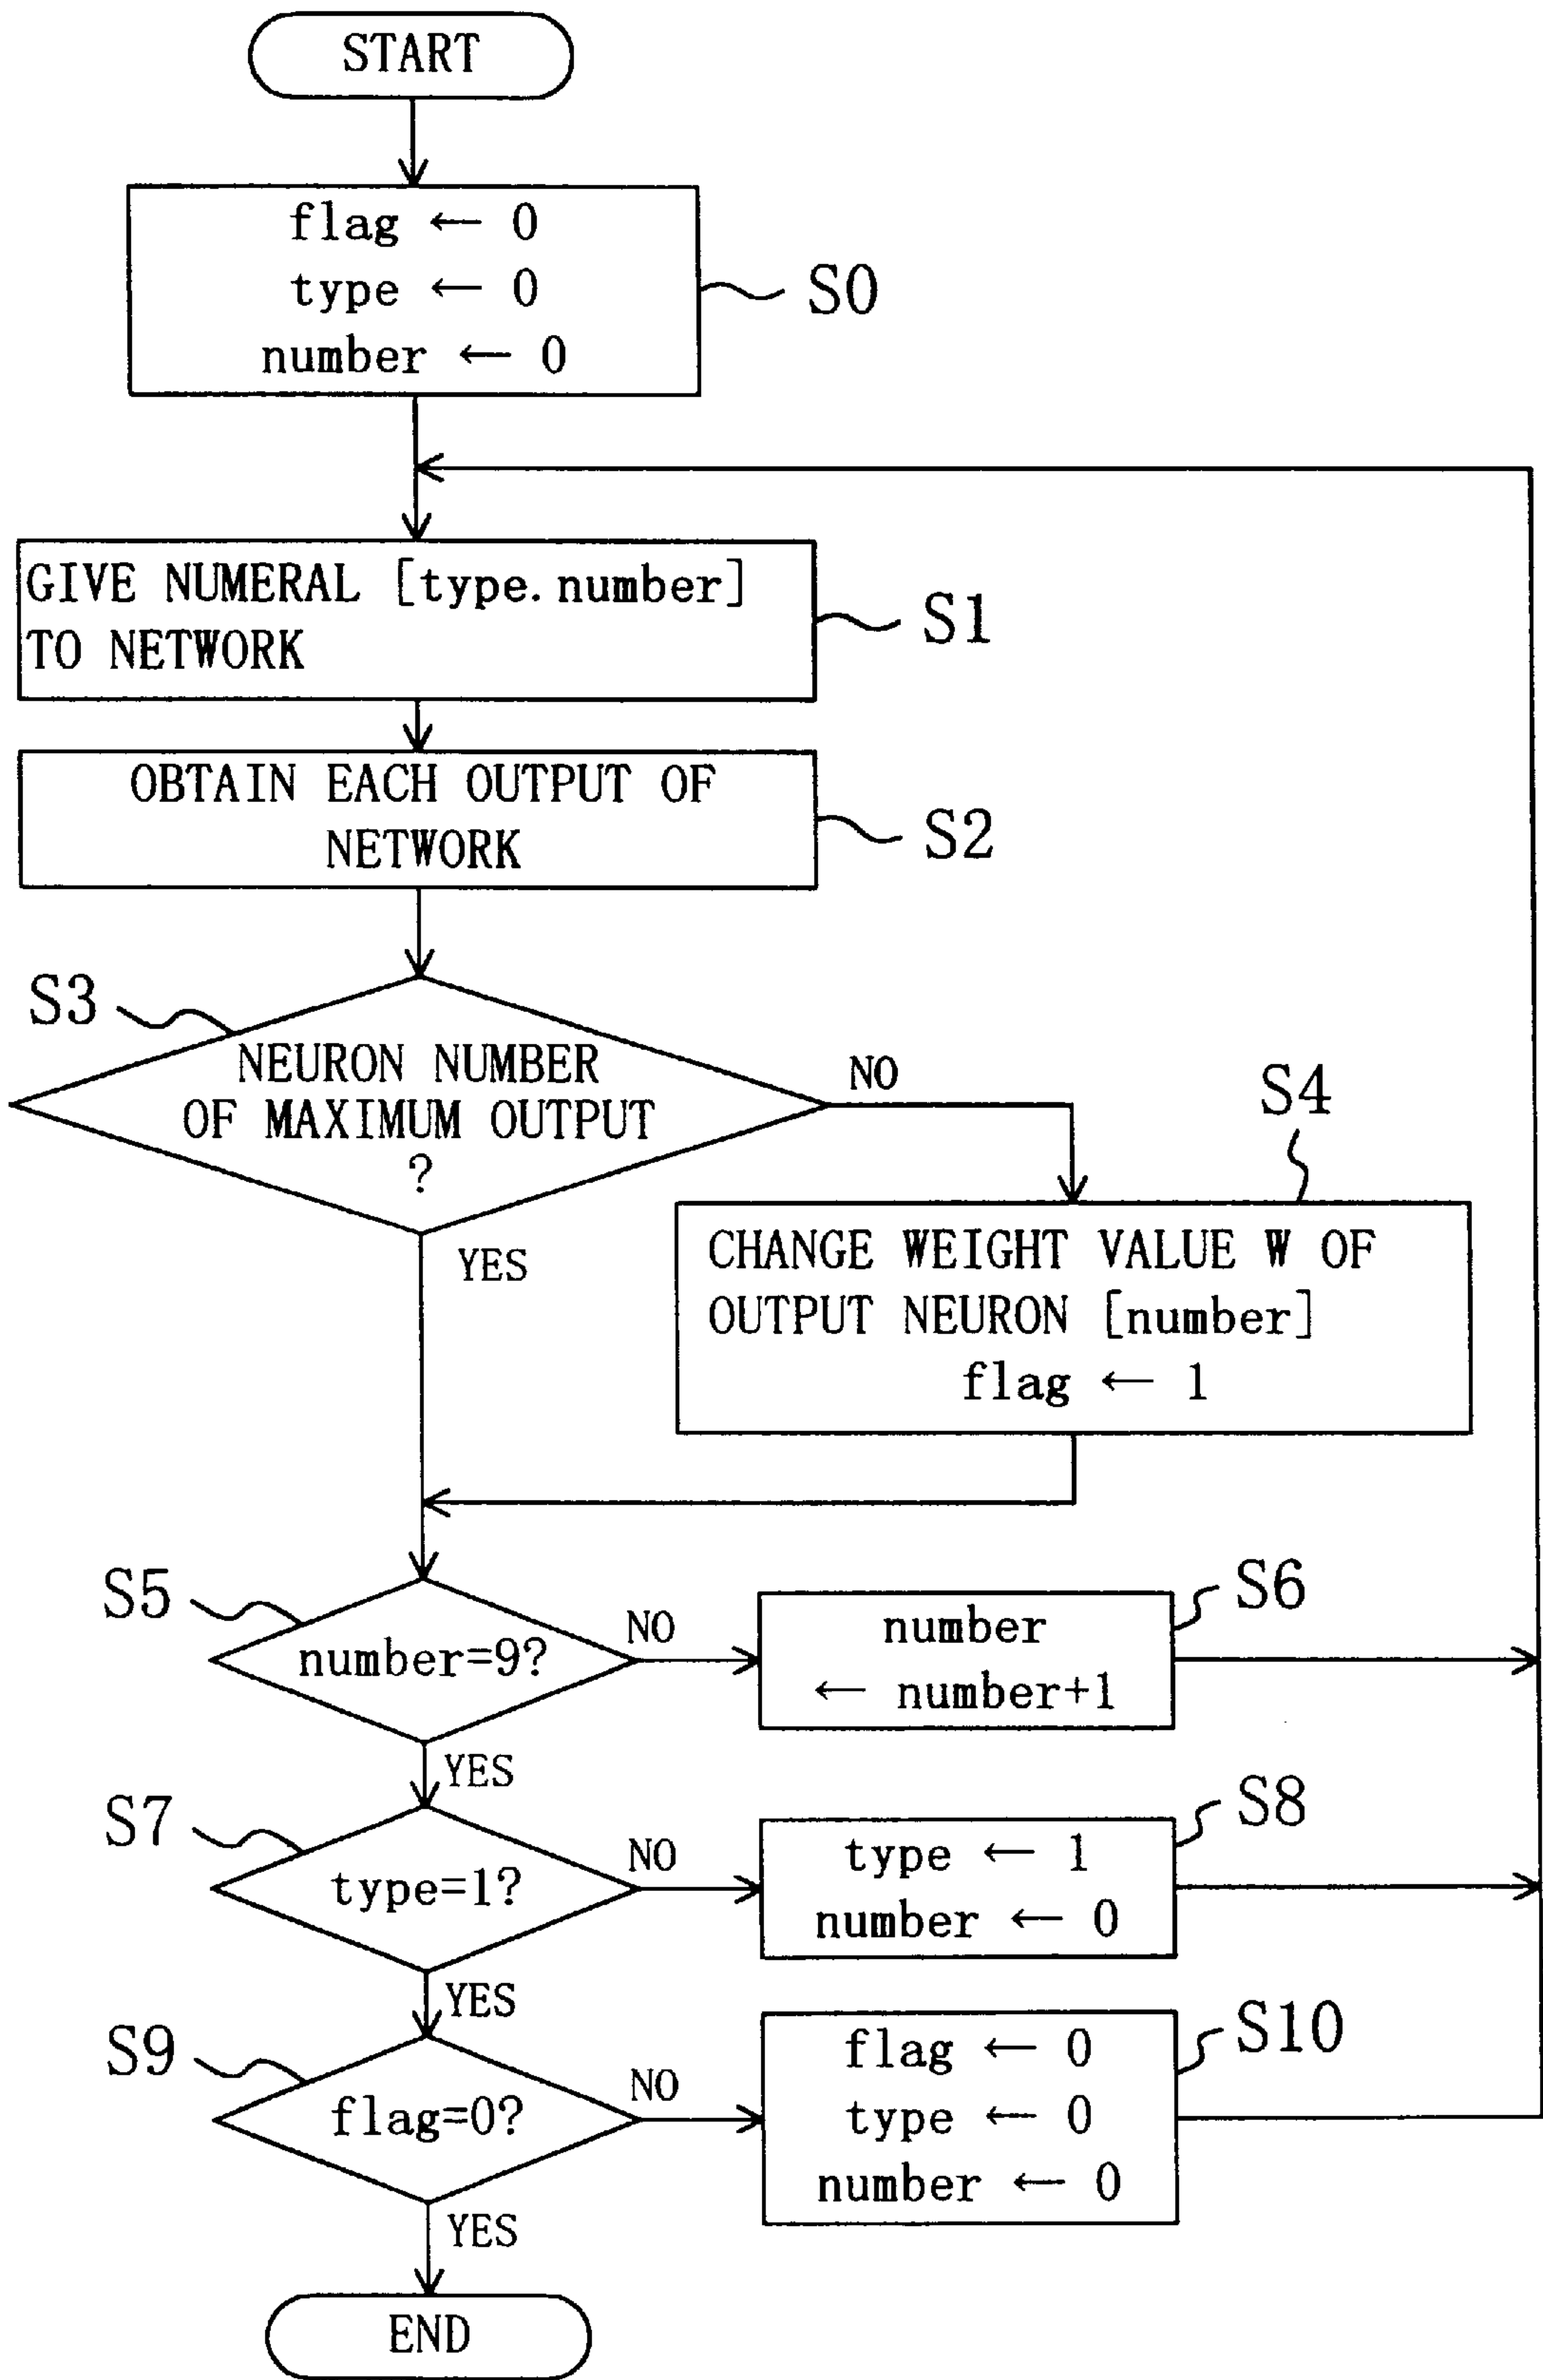 START
flag ← 0
type ← 0
number ← 0
S0
GIVE NUMERAL [type.number]
TO NETWORK
S1
OBTAIN EACH OUTPUT OF
NETWORK
S2
S3
NEURON NUMBER
OF MAXIMUM OUTPUT
?
NO
YES
S4
CHANGE WEIGHT VALUE W OF
OUTPUT NEURON [number]
flag ← 1
S5
number=9?
NO
YES
S6
number
← number+1
S7
type=1?
NO
YES
S8
type ← 1
number ← 0
S9
flag=0?
NO
YES
S10
flag ← 0
type ← 0
number ← 0
END